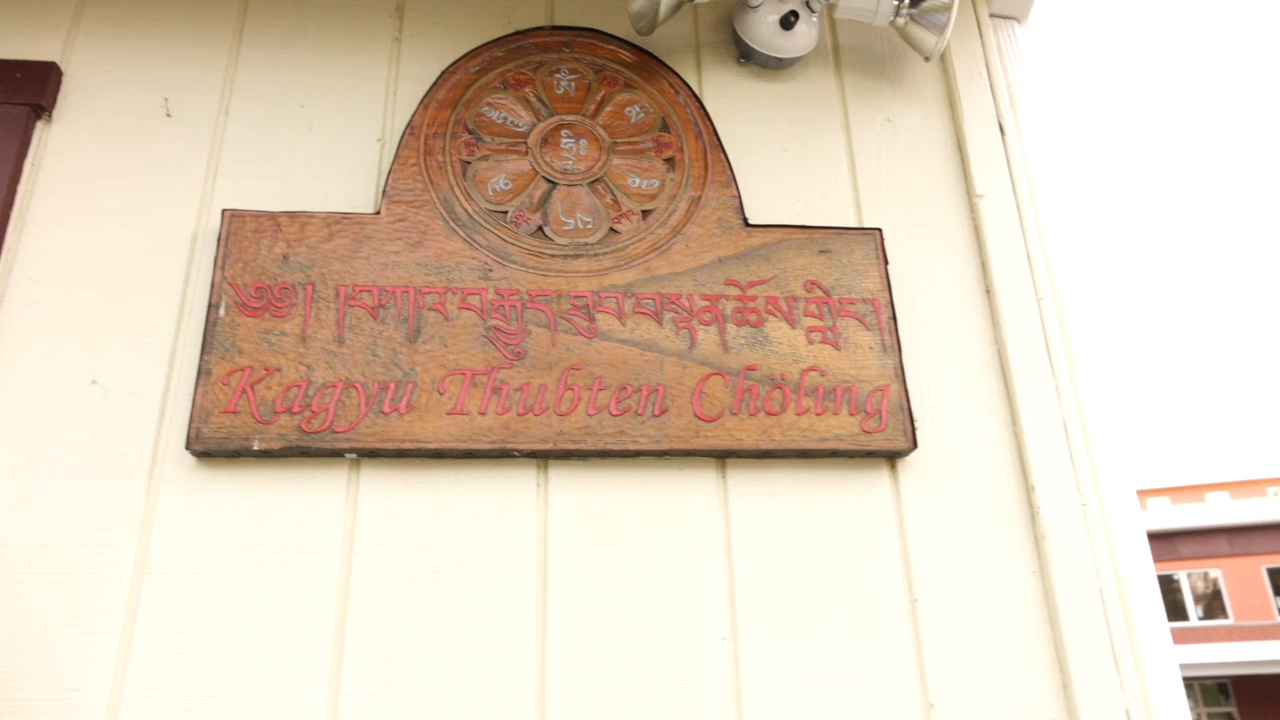 ༄༅། །བཀའ་བརྒྱུད་ཐུབ་བསྟན་ཆོས་གླིང་།
Kagyu Thubten Chöling